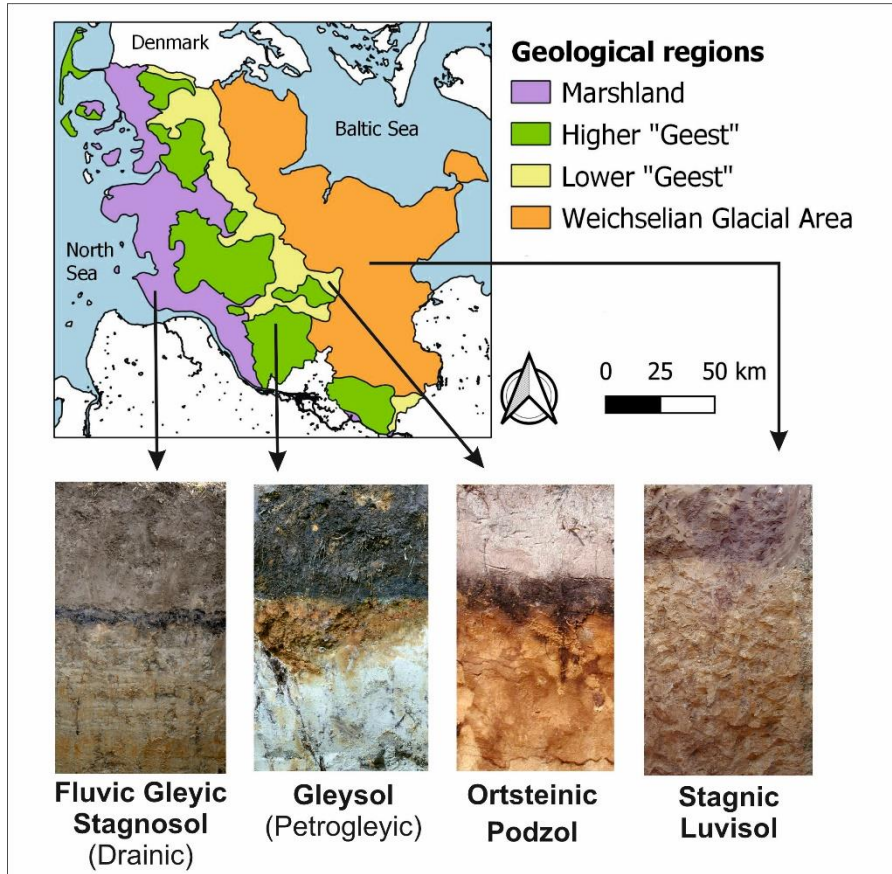 Denmark
Baltic Sea
North
Sea
Geological regions
Marshland
Higher "Geest"
Lower "Geest"
Weichselian Glacial Area
0 25 50 km
Fluvic Gleyic
Stagnosol
(Drainic)
Gleysol
(Petrogleyic)
Ortsteinic
Podzol
Stagnic
Luvisol